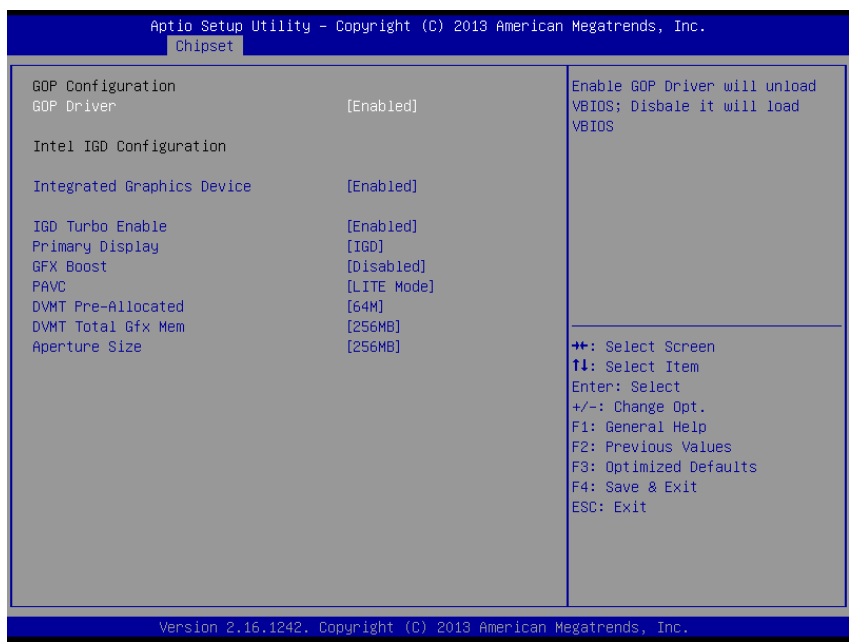 Aptio Setup Utility – Copyright (C) 2013 American Megatrends, Inc.
Chipset
GOP Configuration
GOP Driver [Enabled]
Intel IGD Configuration
Integrated Graphics Device [Enabled]
IGD Turbo Enable [Enabled]
Primary Display [IGD]
GFX Boost [Disabled]
PAVC [LITE Mode]
DVMT Pre-Allocated [64M]
DVMT Total Gfx Mem [256MB]
Aperture Size [256MB]
Enable GOP Driver will unload
VBIOS; Disbale it will load
VBIOS
→←: Select Screen
↑↓: Select Item
Enter: Select
+/-: Change Opt.
F1: General Help
F2: Previous Values
F3: Optimized Defaults
F4: Save & Exit
ESC: Exit
Version 2.16.1242. Copyright (C) 2013 American Megatrends, Inc.